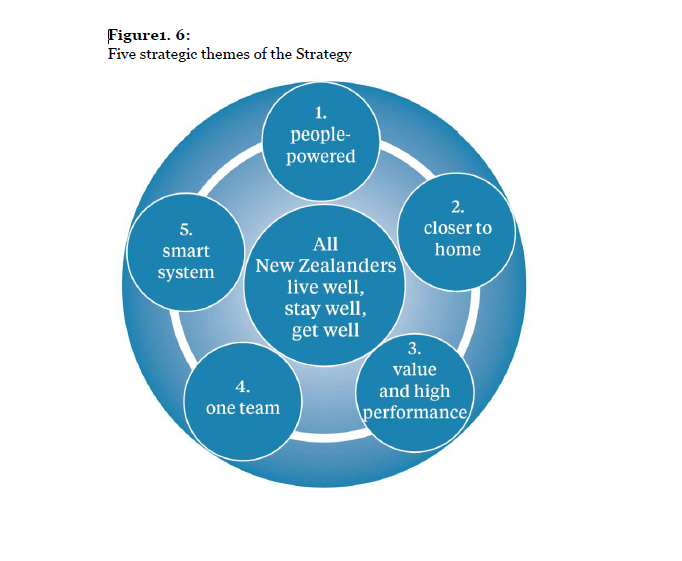 Figure1. 6:
Five strategic themes of the Strategy
1.
people-
powered
2.
closer to
home
3.
value
and high
performance
4.
one team
5.
smart
system
All
New Zealanders
live well,
stay well,
get well